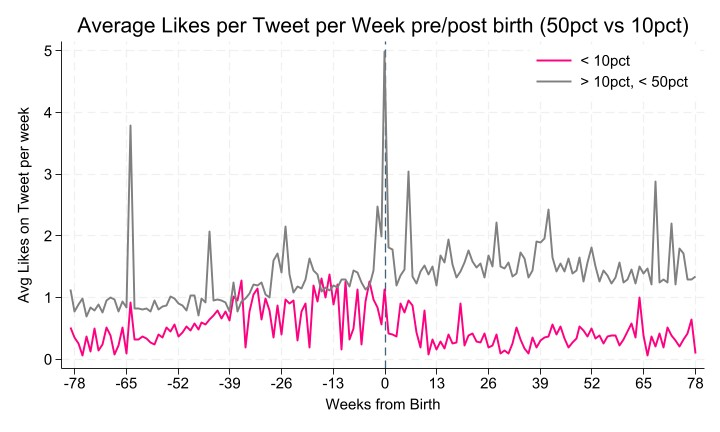 Average Likes per Tweet per Week pre/post birth (50pct vs 10pct)
< 10pct
> 10pct, < 50pct
Avg Likes on Tweet per week
5
4
3
2
1
0
-78 -65 -52 -39 -26 -13 0 13 26 39 52 65 78
Weeks from Birth